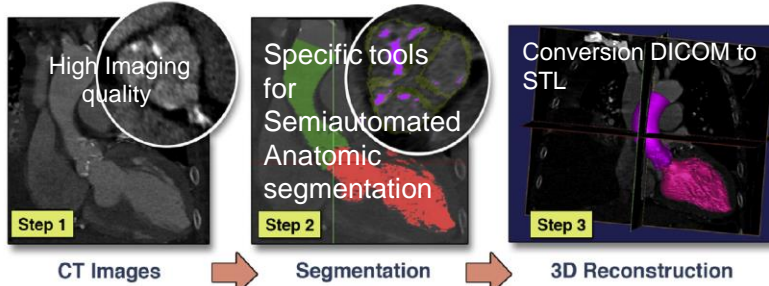 High Imaging
quality
Step 1
CT Images
Specific tools
for
Semiautomated
Anatomic
segmentation
Step 2
Segmentation
Conversion DICOM to
STL
Step 3
3D Reconstruction